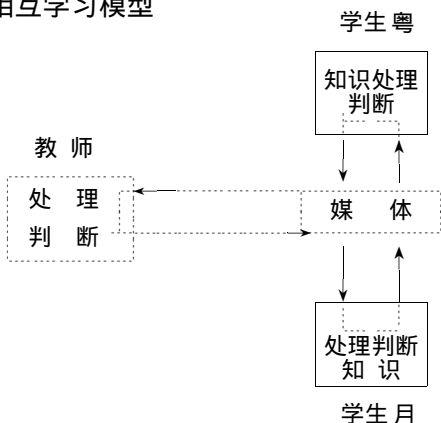 相互学习模型
学生粤
知识处理
判断
教 师
处 理
判 断
媒 体
处理判断
知 识
学生月